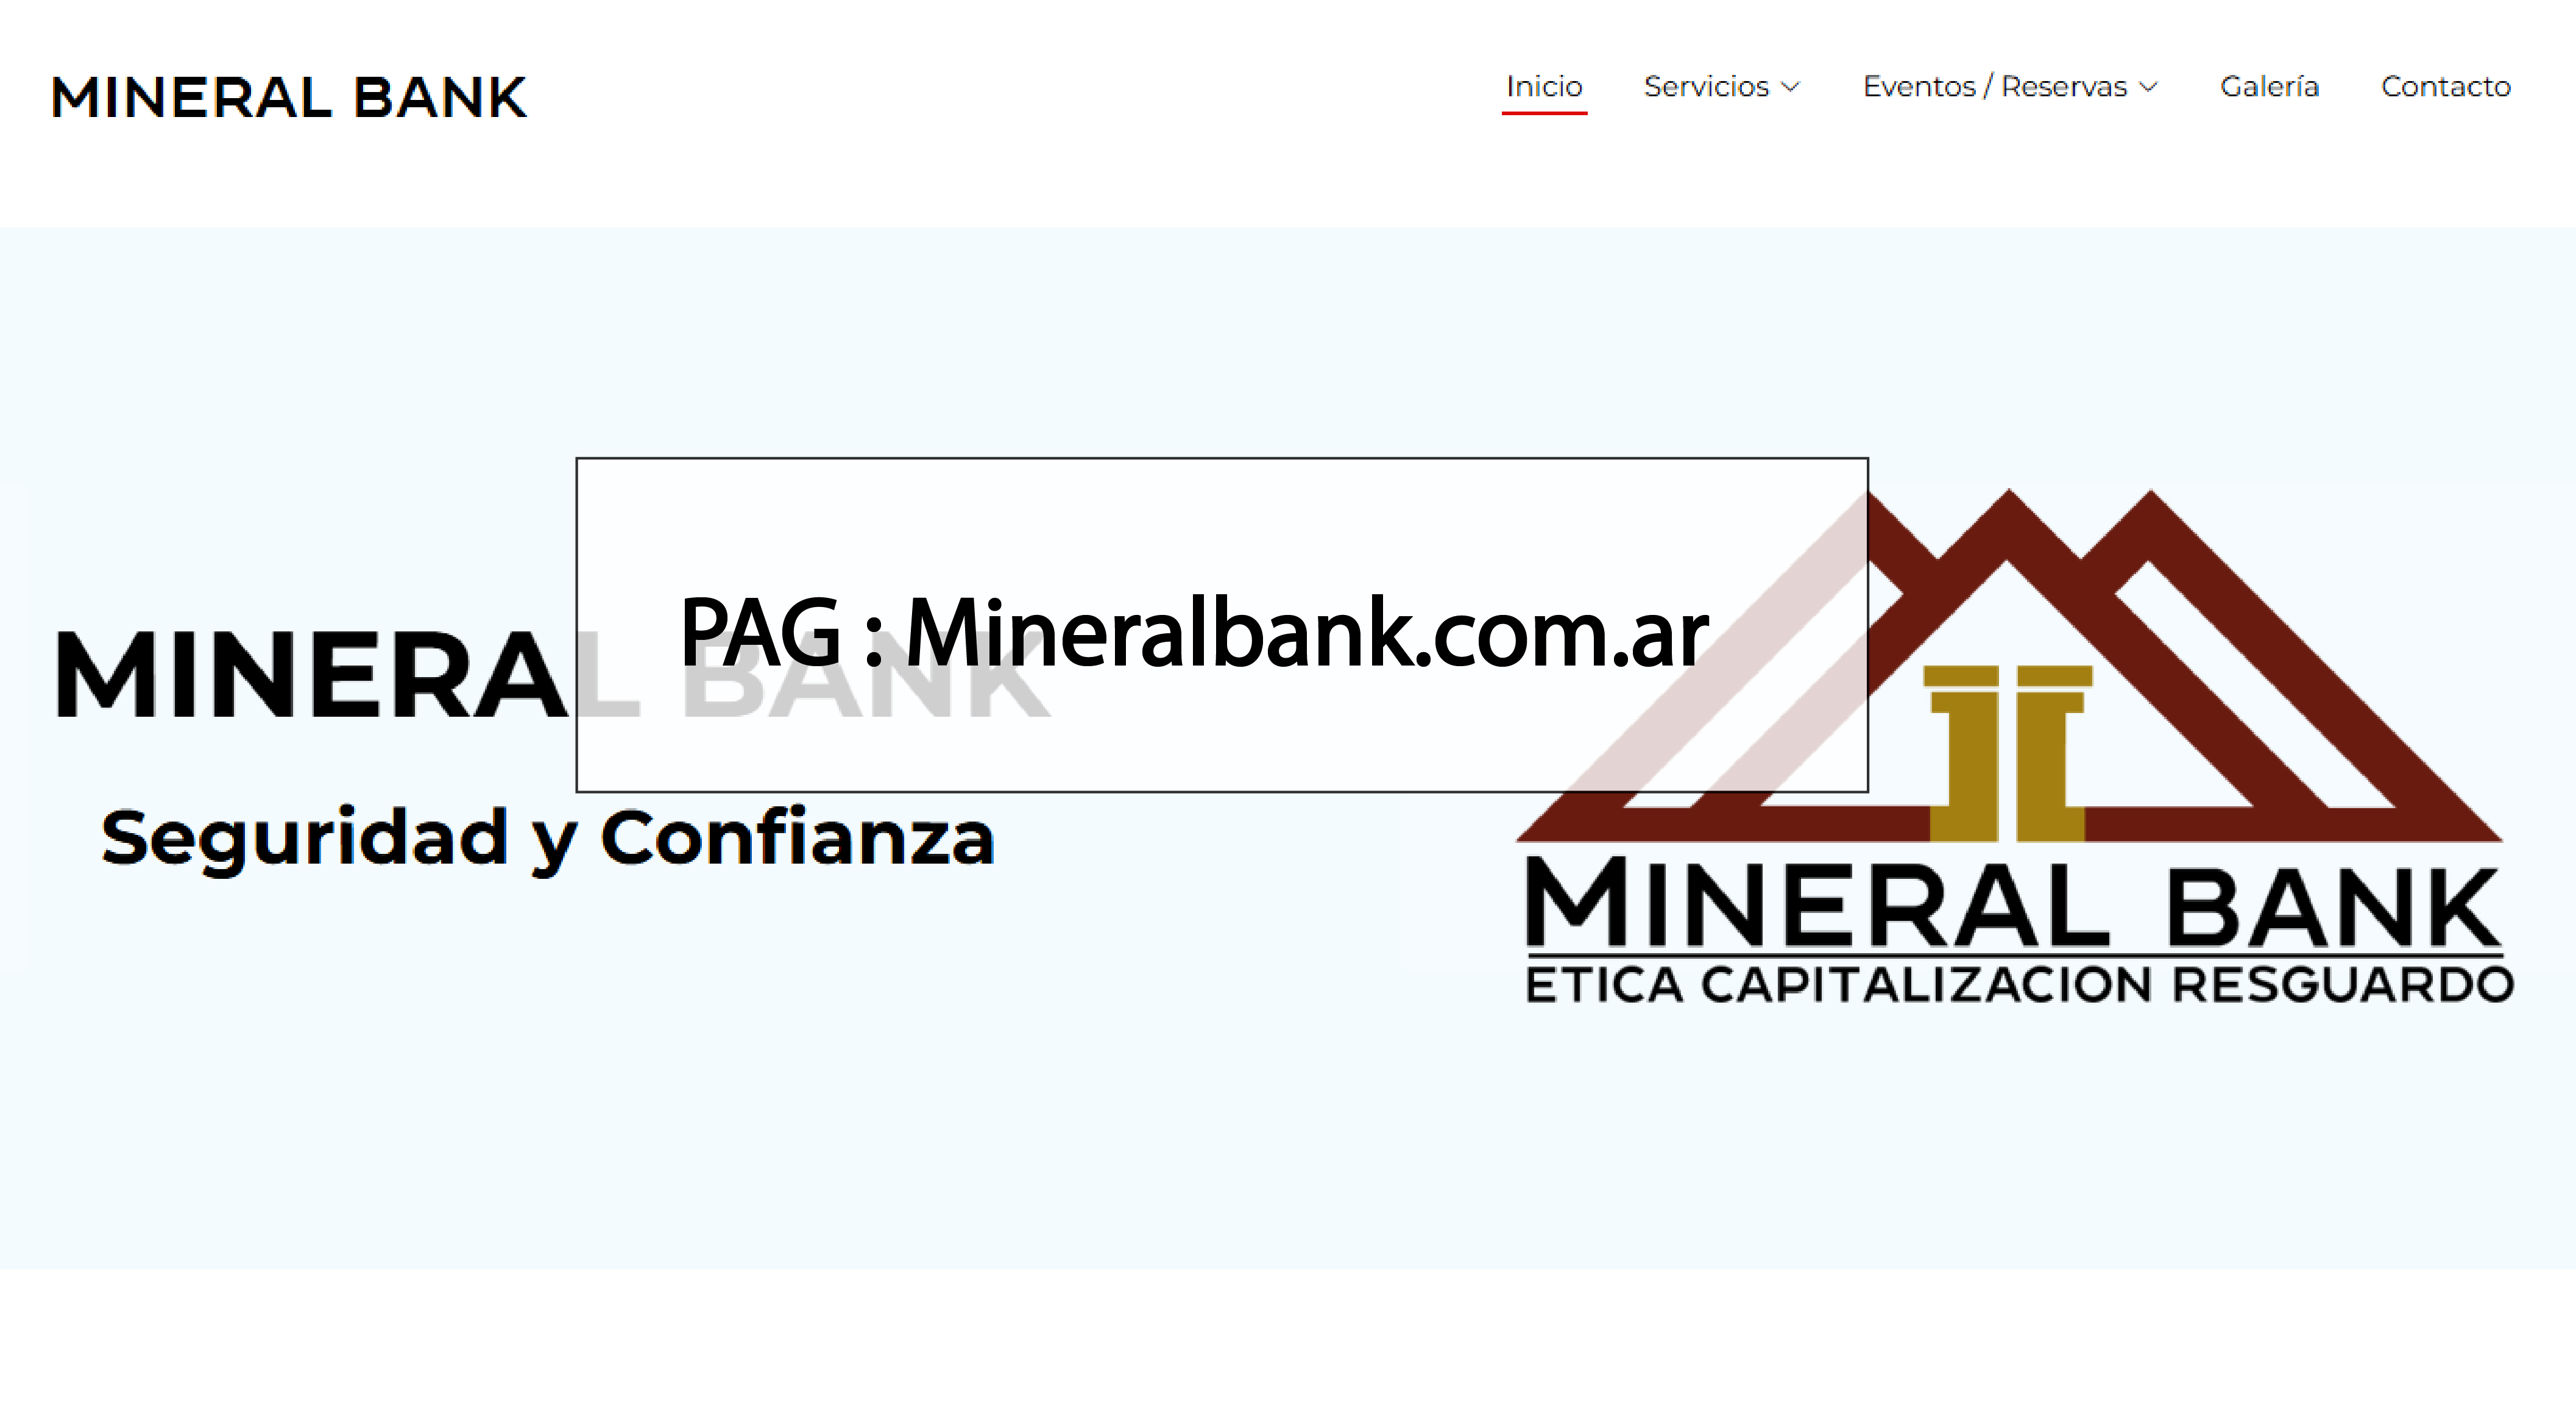 MINERAL BANK
Inicio Servicios Eventos / Reservas Galería Contacto
PAG : Mineralbank.com.ar
MINERAL BANK
Seguridad y Confianza
MINERAL BANK
ETICA CAPITALIZACION RESGUARDO